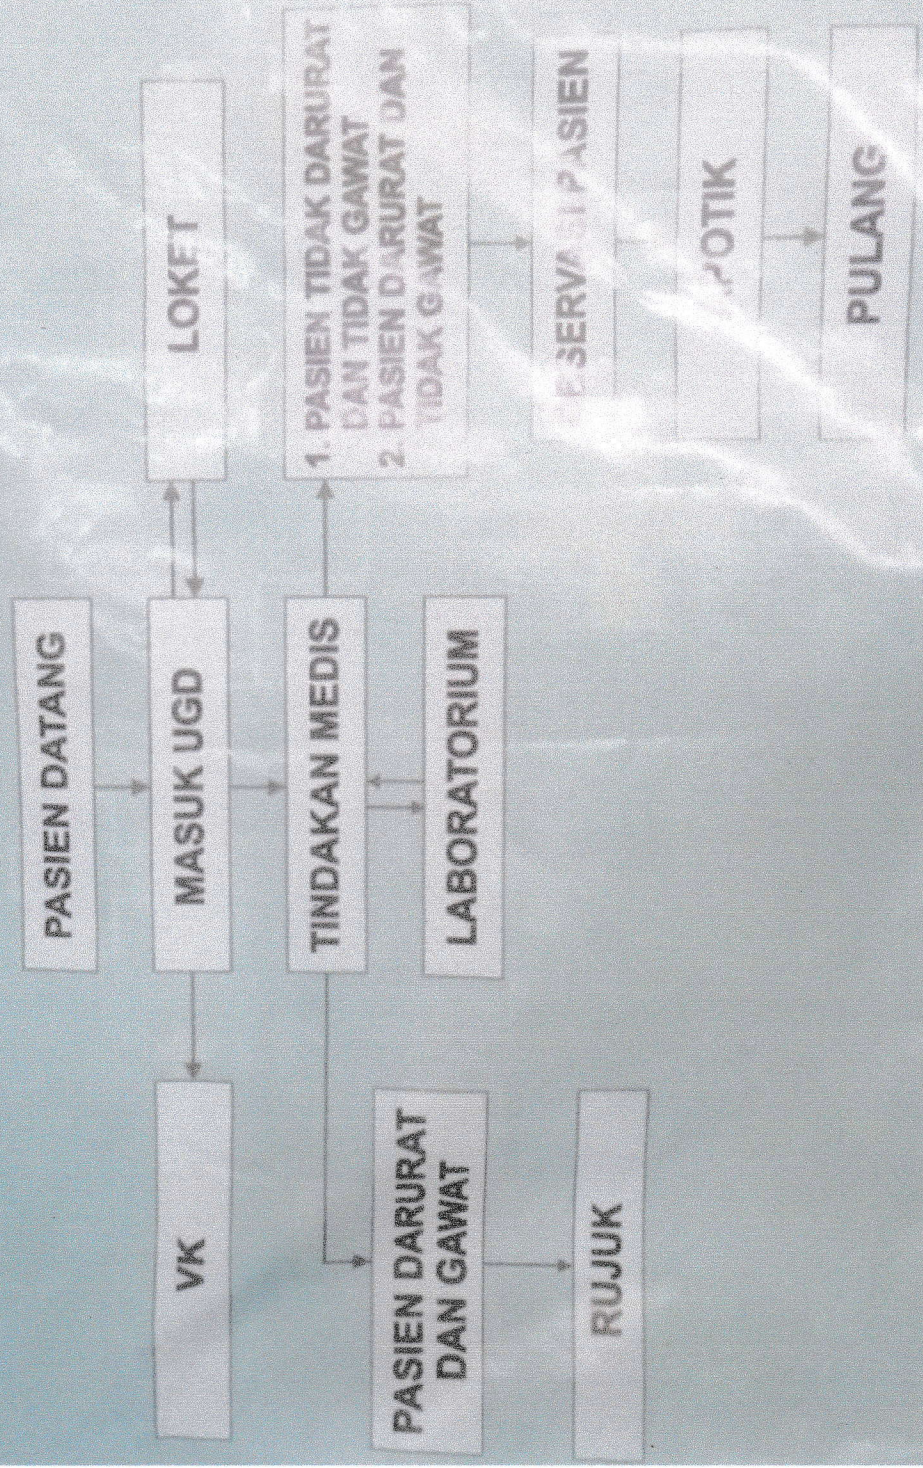 PASIEN DATANG
VK
MASUK UGD
LOKET
TINDAKAN MEDIS
1. PASIEN TIDAK DARURAT
DAN TIDAK GAWAT
2. PASIEN DARURAT DAN
TIDAK GAWAT
LABORATORIUM
PASIEN DARURAT
DAN GAWAT
RUJUK
PASIEN
PULANG